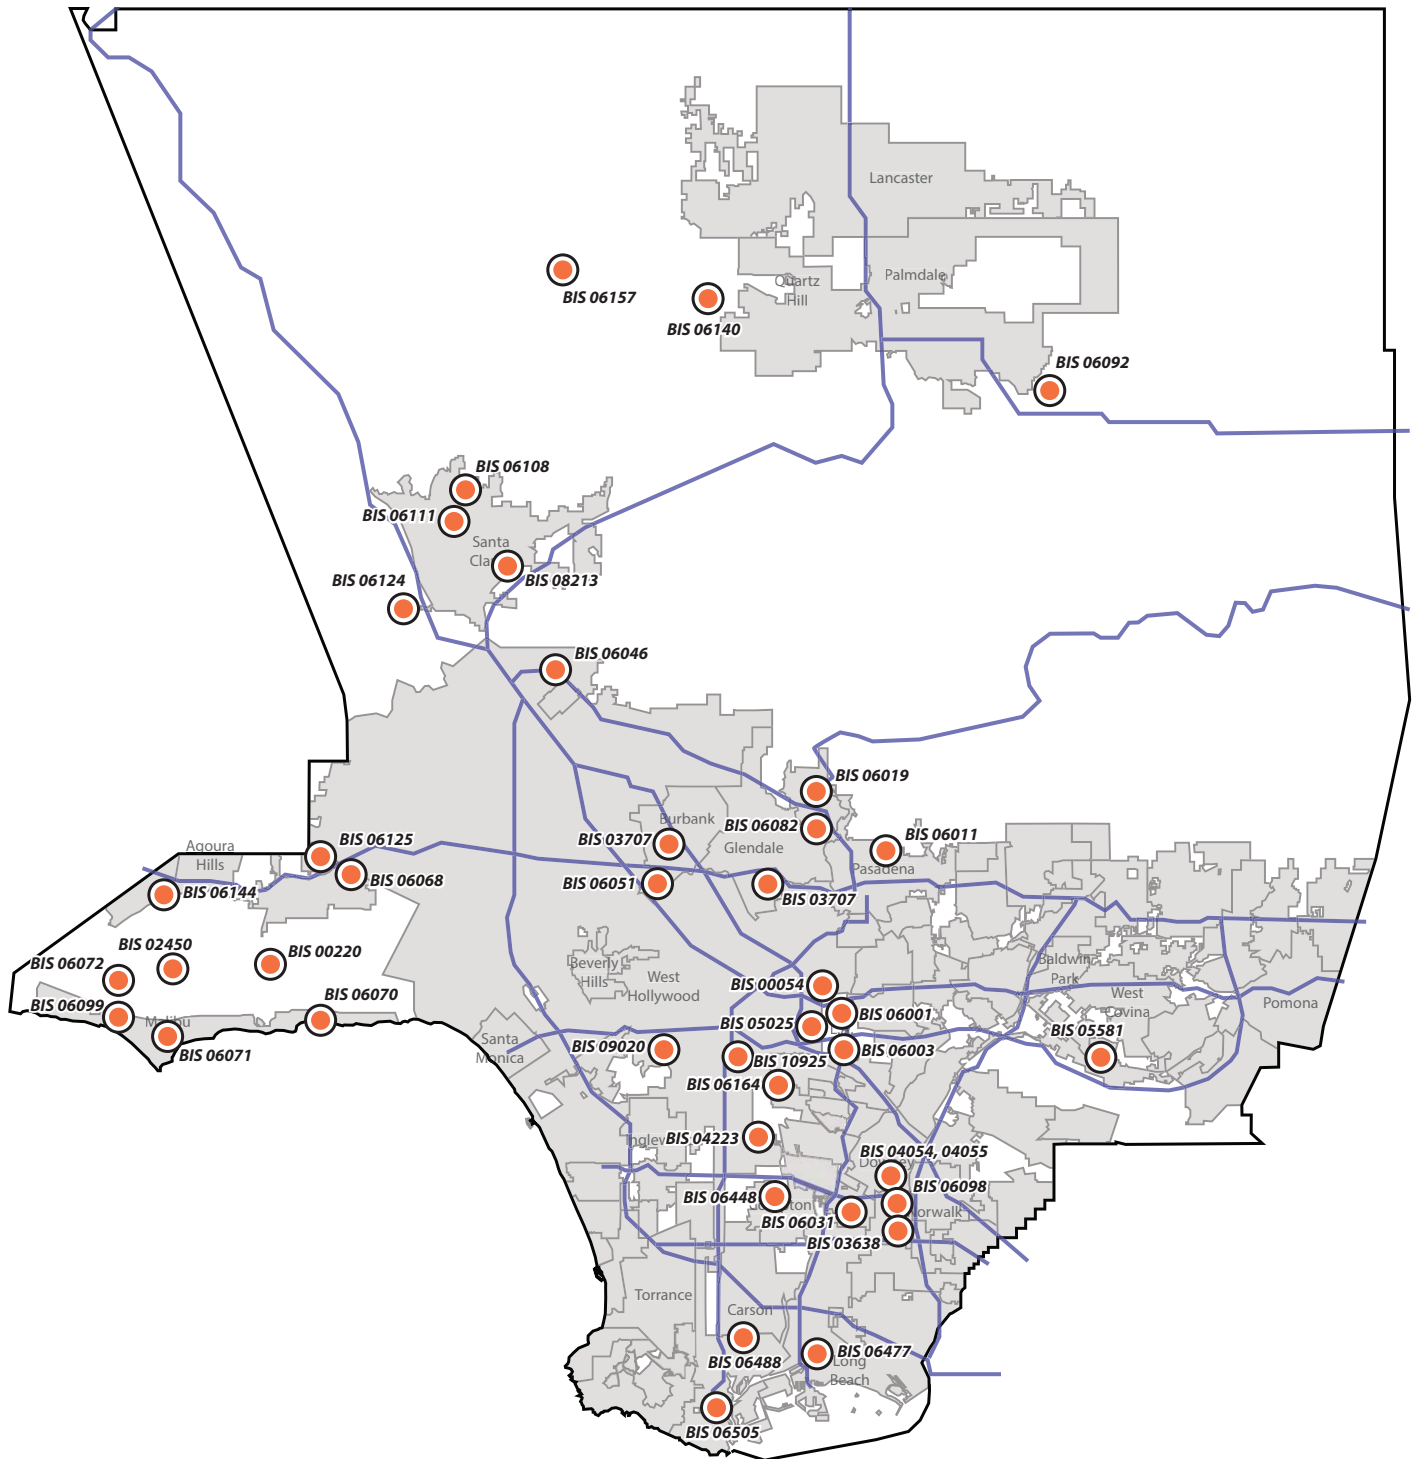 Lancaster
Palmdale
Quartz
Hill
BIS 06157
BIS 06140
BIS 06092
BIS 06108
BIS 06111
Santa
BIS 06124
BIS 08213
BIS 06046
BIS 06019
Burbank
BIS 06082
BIS 06011
BIS 03707
Glendale
Agoura
Hills
BIS 06125
Pasadena
BIS 06068
BIS 06051
BIS 03707
BIS 06144
BIS 02450
BIS 00220
BIS 06072
Beverly
Hills
West
Hollywood
Baldwin
Park
BIS 00054
West
Covina
Pomona
BIS 06099
BIS 06070
Malibu
BIS 06001
BIS 05025
BIS 05581
BIS 06071
Santa
Monica
BIS 09020
BIS 10925
BIS 06003
BIS 06164
BIS 04223
BIS 04054, 04055
Downey
BIS 06098
BIS 06448
Norwalk
BIS 06031
BIS 03638
Torrance
Carson
BIS 06488
BIS 06477
Long
Beach
BIS 06505